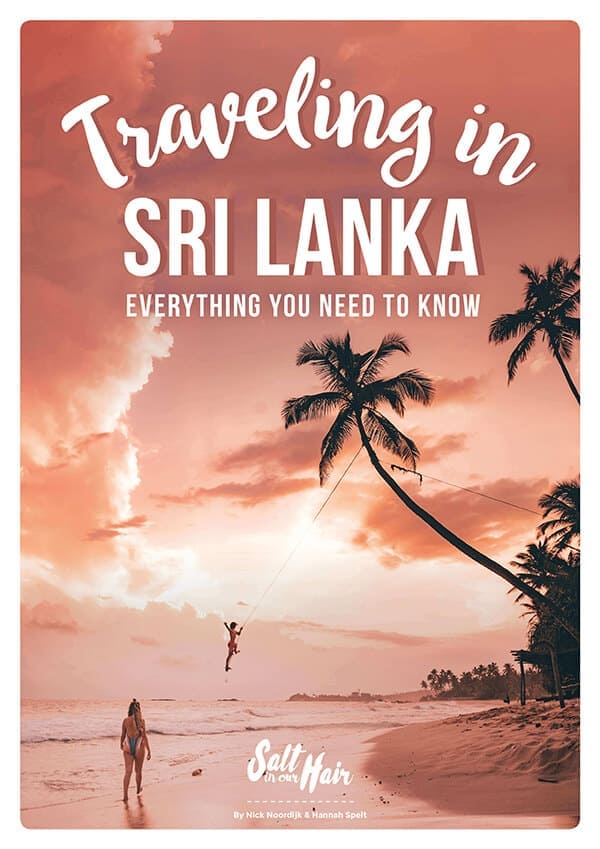 Traveling in
SRI LANKA
EVERYTHING YOU NEED TO KNOW
Salt
in our Hair
By Nick Noordijk & Hannah Spelt